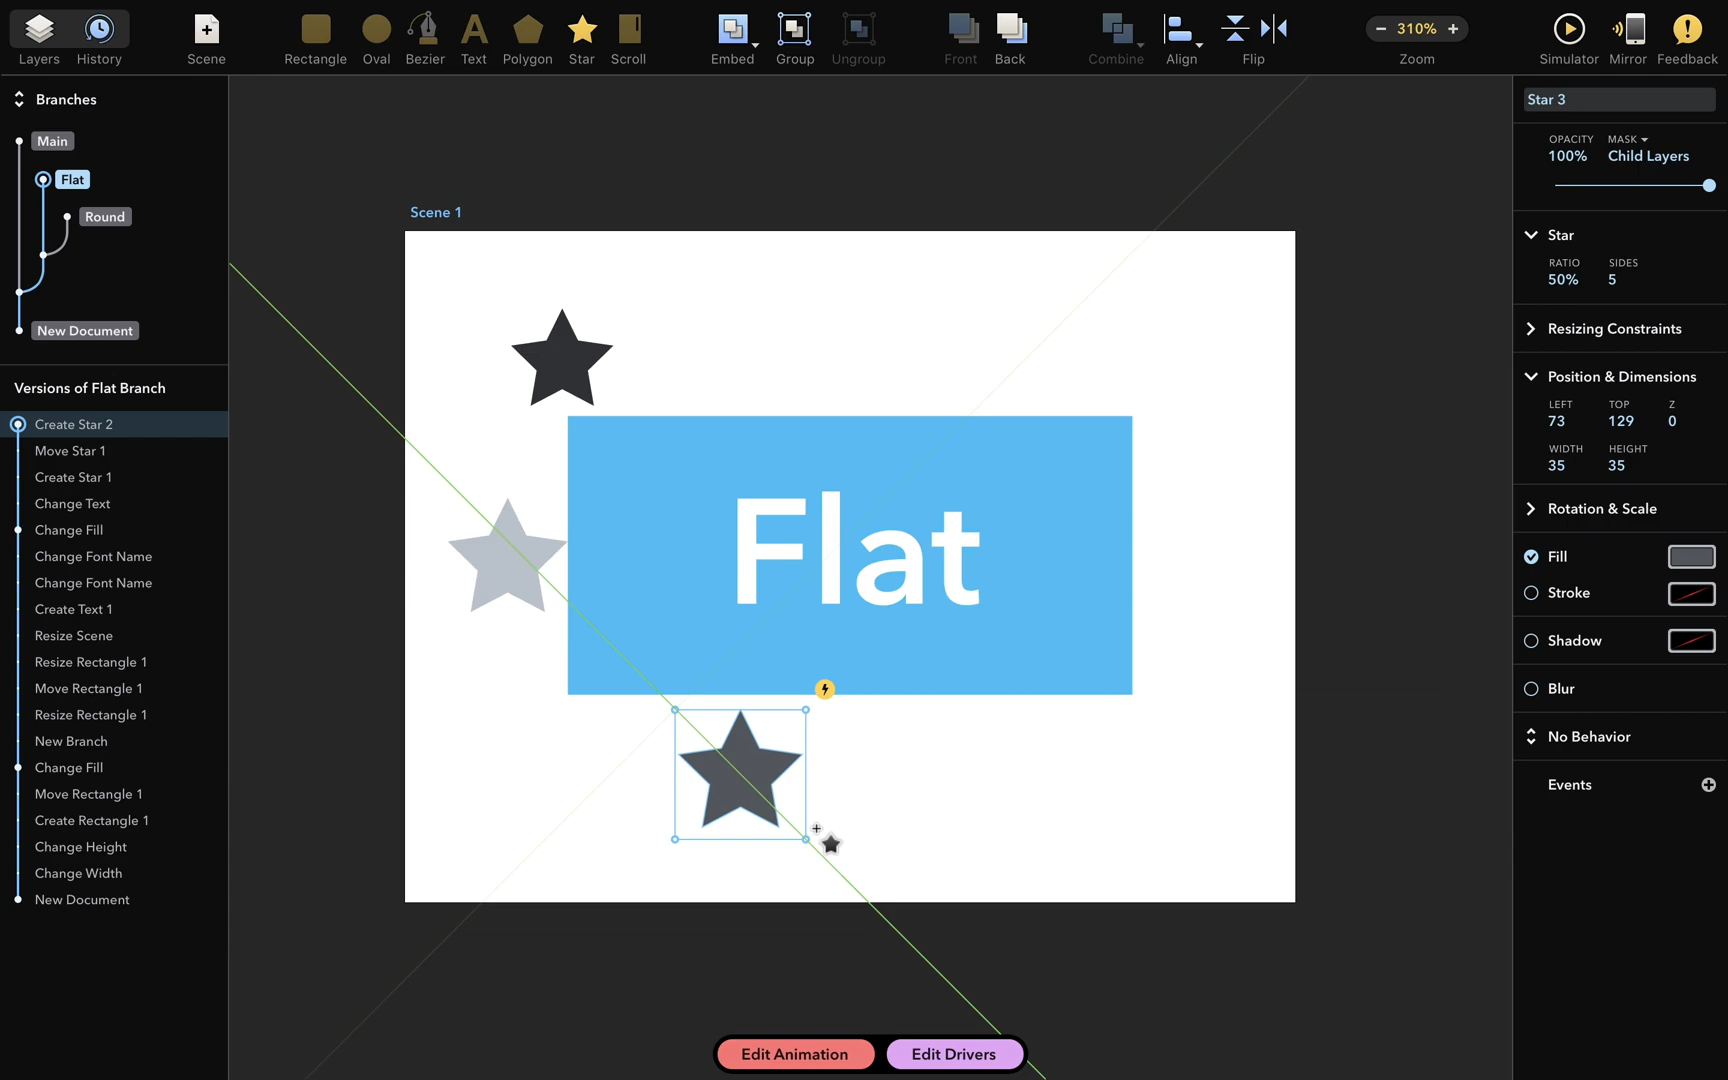 Layers History Scene Rectangle Oval Bezier Text Polygon Star Scroll Embed Group Ungroup Front Back Combine Align Flip − 310% + Zoom Simulator Mirror Feedback
Branches
Main
Flat
Round
New Document
Versions of Flat Branch
Create Star 2
Move Star 1
Create Star 1
Change Text
Change Fill
Change Font Name
Change Font Name
Create Text 1
Resize Scene
Resize Rectangle 1
Move Rectangle 1
Resize Rectangle 1
New Branch
Change Fill
Move Rectangle 1
Create Rectangle 1
Change Height
Change Width
New Document
Scene 1
Flat
Edit Animation Edit Drivers
Star 3
OPACITY MASK
100% Child Layers
Star
RATIO SIDES
50% 5
Resizing Constraints
Position & Dimensions
LEFT TOP Z
73 129 0
WIDTH HEIGHT
35 35
Rotation & Scale
Fill
Stroke
Shadow
Blur
No Behavior
Events